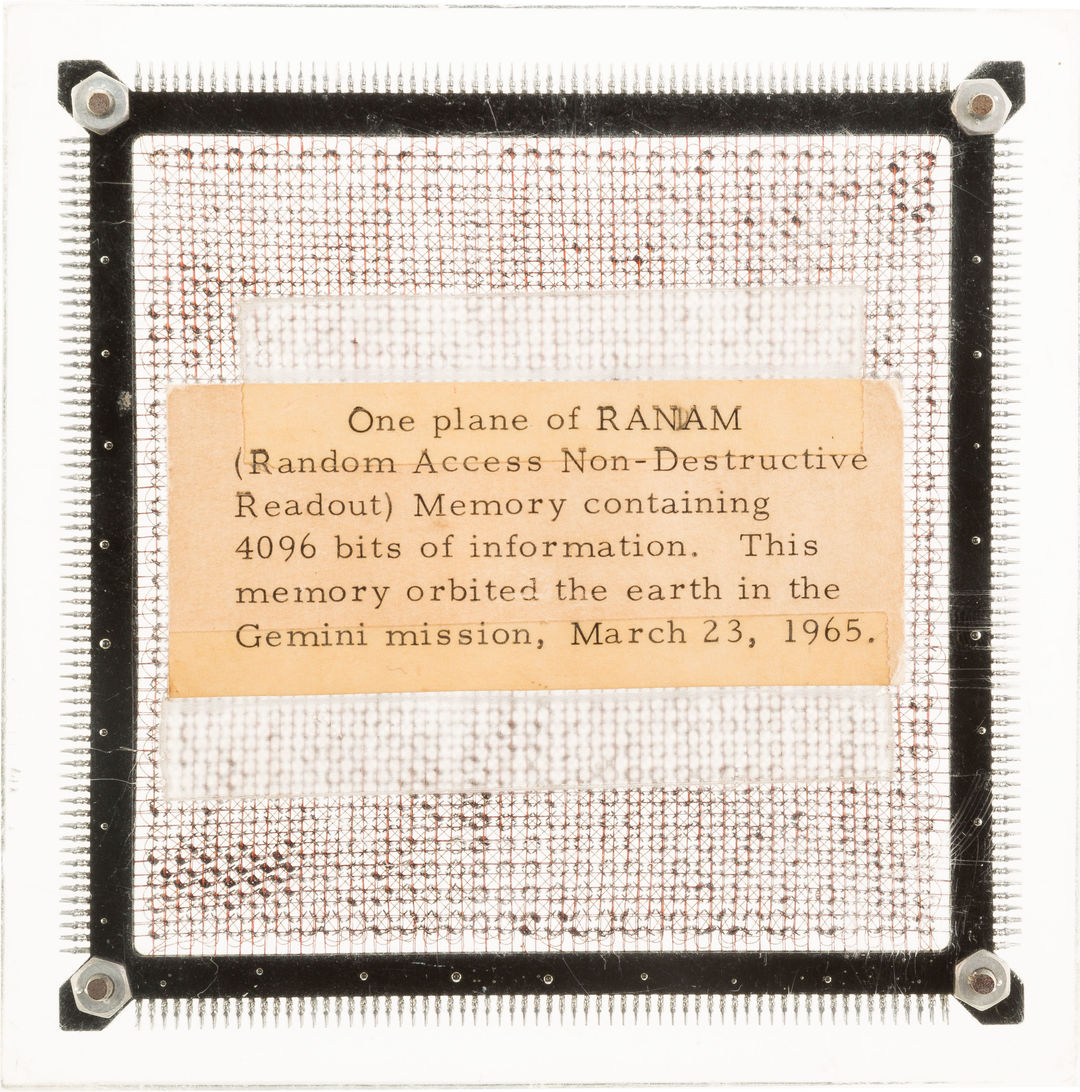 One plane of RANAM
(Random Access Non-Destructive
Readout) Memory containing
4096 bits of information. This
memory orbited the earth in the
Gemini mission, March 23, 1965.